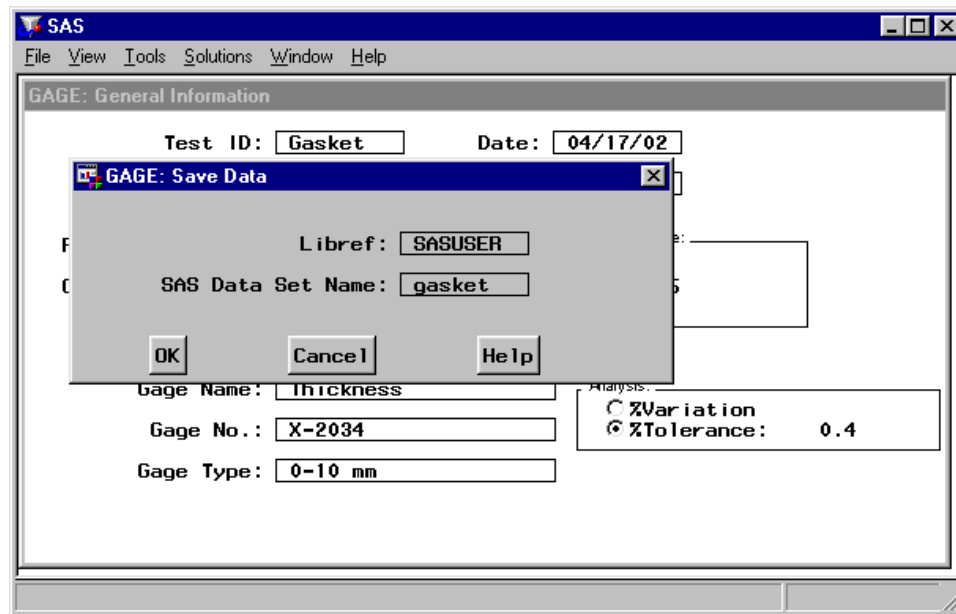 SAS
File View Tools Solutions Window Help
GAGE: General Information
Test ID: Gasket Date: 04/17/02
GAGE: Save Data
Libref: SASUSER
SAS Data Set Name: gasket
OK Cancel Help
Gage Name: Thickness
Analysis:
%Variation
Gage No.: X-2034
%Tolerance: 0.4
Gage Type: 0-10 mm